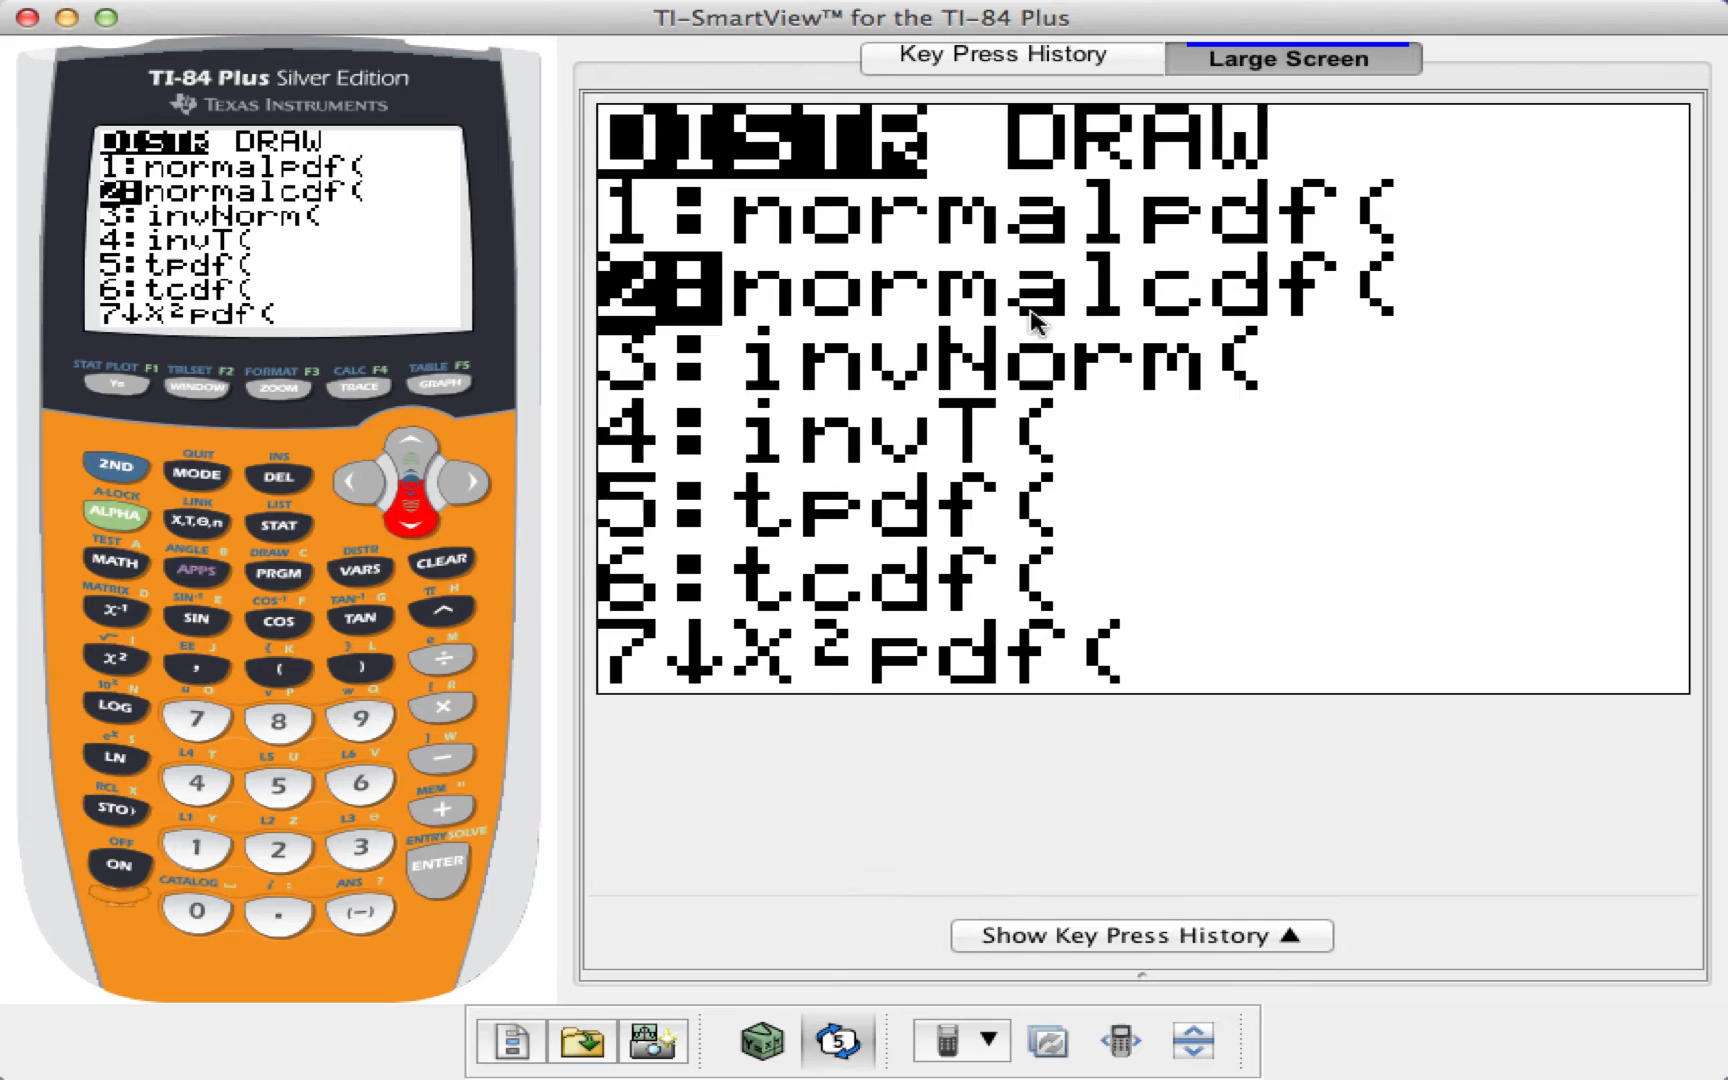 TI-SmartView™ for the TI-84 Plus
Key Press History
Large Screen
TI-84 Plus Silver Edition
TEXAS INSTRUMENTS
DISTR DRAW
1:normalpdf(
2:normalcdf(
3:invNorm(
4:invT(
5:tpdf(
6:tcdf(
7↓χ²pdf(
STAT PLOT F1 TBLSET F2 FORMAT F3 CALC F4 TABLE F5
Y= WINDOW ZOOM TRACE GRAPH
QUIT INS
2ND MODE DEL
A-LOCK LINK LIST
ALPHA X,T,Θ,n STAT
TEST A ANGLE B DRAW C DISTR
MATH APPS PRGM VARS CLEAR
MATRIX D SIN⁻¹ E COS⁻¹ F TAN⁻¹ G π H
x⁻¹ SIN COS TAN ^
√ I EE J { K } L e M
x² , ( ) ÷
10ˣ N u O v P w Q [ R
LOG 7 8 9 ×
eˣ S L4 T L5 U L6 V ] W
LN 4 5 6 −
RCL X L1 Y L2 Z L3 θ MEM "
STO› 1 2 3 +
OFF ENTRY SOLVE
ON ENTER
CATALOG ⎵ i : ANS ?
0 . (−)
DISTR DRAW
1:normalpdf(
2:normalcdf(
3:invNorm(
4:invT(
5:tpdf(
6:tcdf(
7↓χ²pdf(
Show Key Press History ▲
5